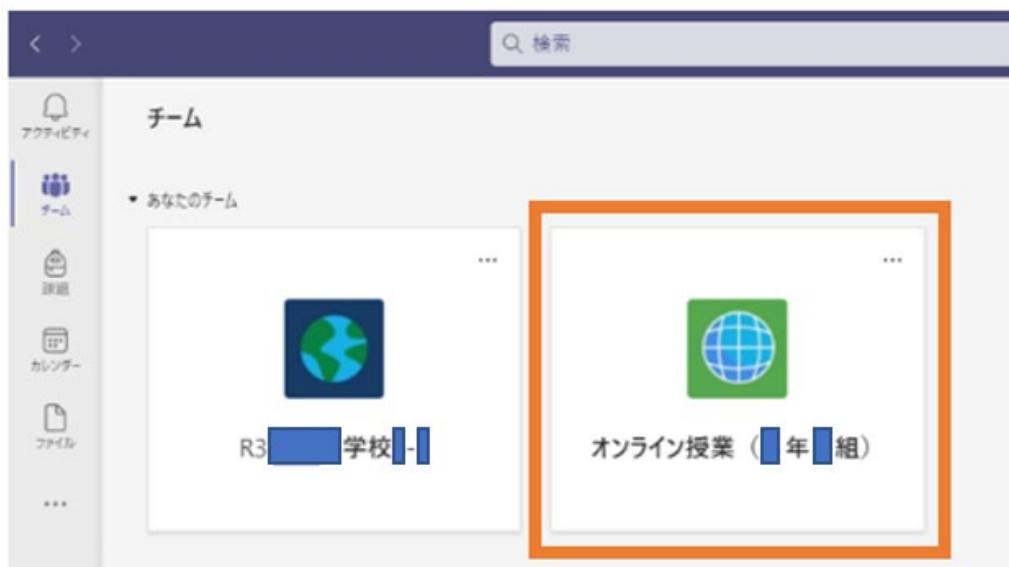 検索
アクティビティ
チーム
課題
カレンダー
ファイル
チーム
あなたのチーム
R3 学校 -
オンライン授業 ( 年 組)